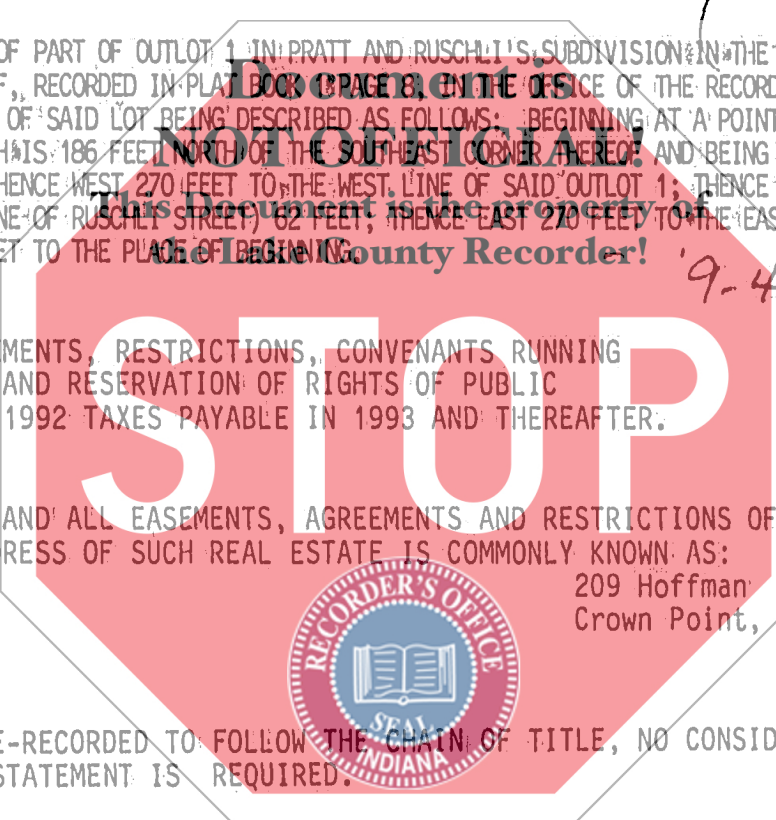 OF PART OF OUTLOT 1 IN PRATT AND RUSCHLI'S SUBDIVISION IN THE
F, RECORDED IN PLAT BOOK PAGE 8, IN THE OFFICE OF THE RECORD
OF SAID LOT BEING DESCRIBED AS FOLLOWS: BEGINNING AT A POINT
H IS 186 FEET NORTH OF THE SOUTHEAST CORNER THEREOF AND BEING
HENCE WEST 270 FEET TO THE WEST LINE OF SAID OUTLOT 1; THENCE
NE OF RUSCHLI STREET) 62 FEET; THENCE EAST 270 FEET TO THE EAS
ET TO THE PLACE OF BEGINNING.
Document is
NOT OFFICIAL!
This Document is the property of
the Lake County Recorder!
9-4
MENTS, RESTRICTIONS, CONVENANTS RUNNING
AND RESERVATION OF RIGHTS OF PUBLIC
1992 TAXES PAYABLE IN 1993 AND THEREAFTER.
STOP
AND ALL EASEMENTS, AGREEMENTS AND RESTRICTIONS OF
RESS OF SUCH REAL ESTATE IS COMMONLY KNOWN AS:
209 Hoffman
Crown Point,
RECORDER'S OFFICE
SEAL
INDIANA
E-RECORDED TO FOLLOW THE CHAIN OF TITLE, NO CONSID
STATEMENT IS REQUIRED.